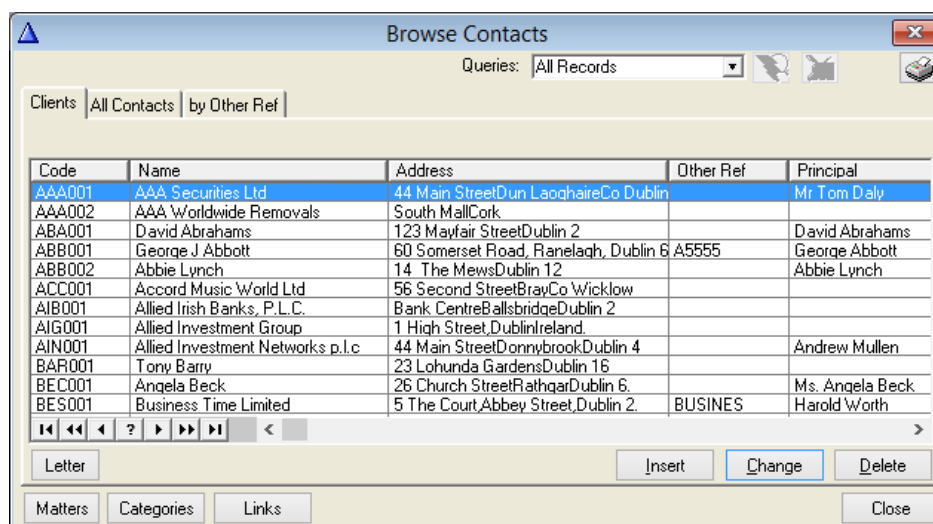 Browse Contacts
Queries: All Records
Clients All Contacts by Other Ref
Code Name Address Other Ref Principal
AAA001 AAA Securities Ltd 44 Main StreetDun LaoghaireCo Dublin Mr Tom Daly
AAA002 AAA Worldwide Removals South MallCork
ABA001 David Abrahams 123 Mayfair StreetDublin 2 David Abrahams
ABB001 George J Abbott 60 Somerset Road, Ranelagh, Dublin 6 A5555 George Abbott
ABB002 Abbie Lynch 14 The MewsDublin 12 Abbie Lynch
ACC001 Accord Music World Ltd 56 Second StreetBrayCo Wicklow
AIB001 Allied Irish Banks, P.L.C. Bank CentreBallsbridgeDublin 2
AIG001 Allied Investment Group 1 High Street,DublinIreland.
AIN001 Allied Investment Networks p.l.c 44 Main StreetDonnybrookDublin 4 Andrew Mullen
BAR001 Tony Barry 23 Lohunda GardensDublin 16
BEC001 Angela Beck 26 Church StreetRathgarDublin 6. Ms. Angela Beck
BES001 Business Time Limited 5 The Court,Abbey Street,Dublin 2. BUSINES Harold Worth
?
Letter Insert Change Delete
Matters Categories Links Close